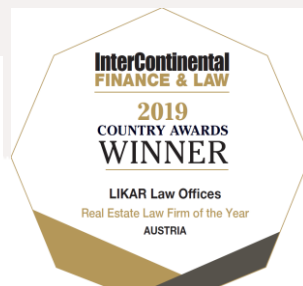 InterContinental
FINANCE & LAW
2019
COUNTRY AWARDS
WINNER
LIKAR Law Offices
Real Estate Law Firm of the Year
AUSTRIA